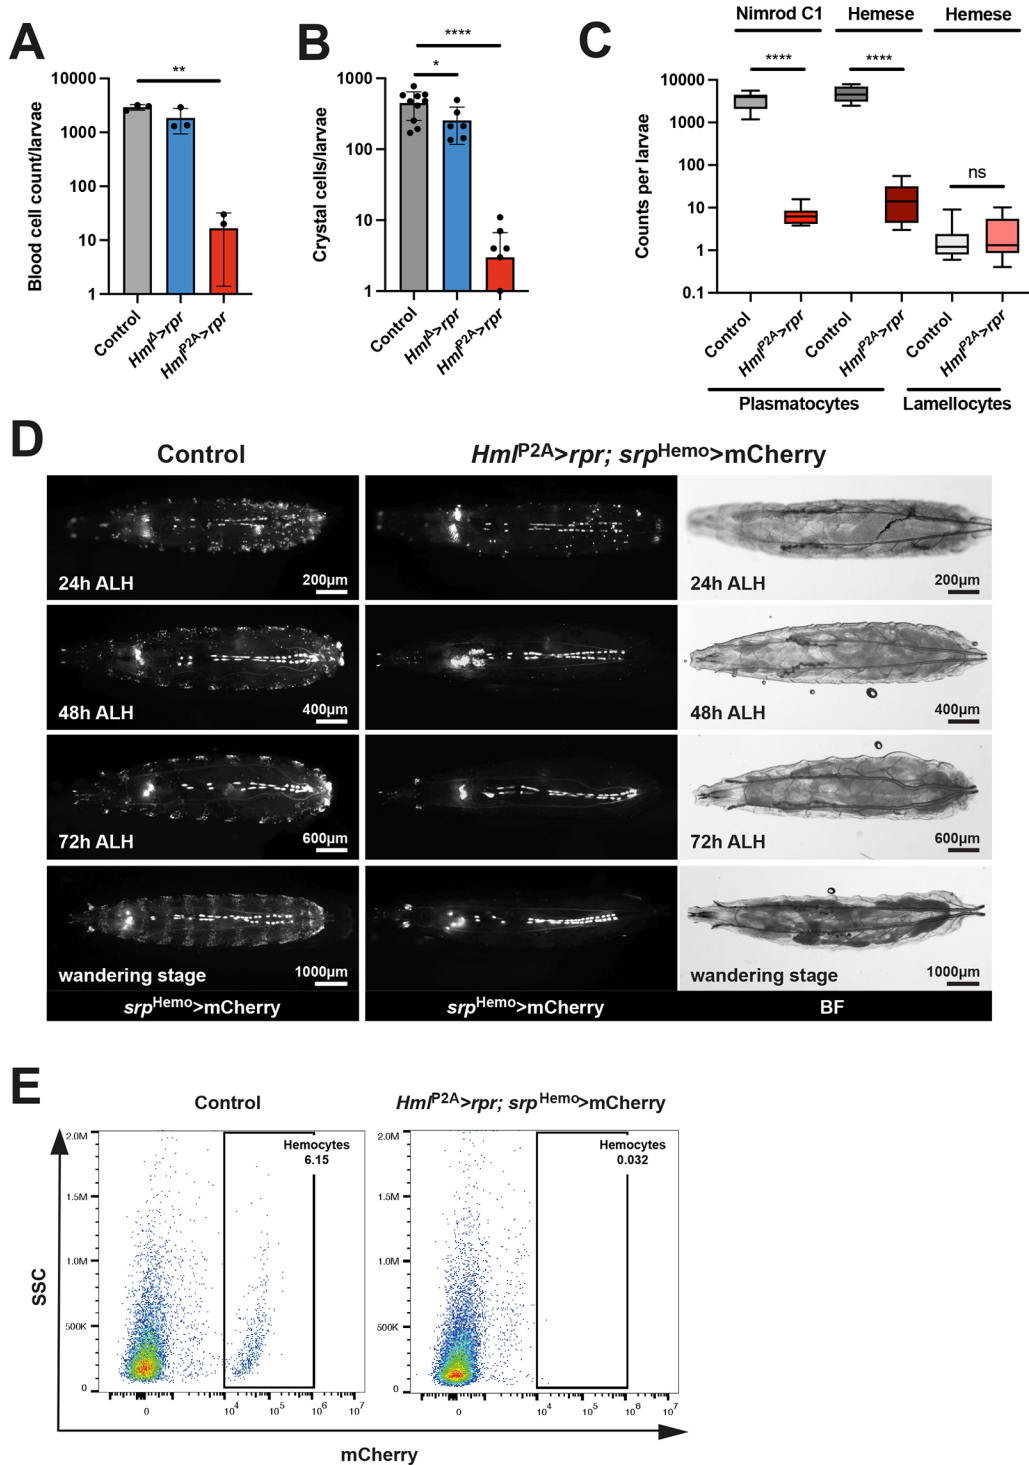 A
10000
1000
100
10
1
Blood cell count/larvae
**
Control
Hml^Δ>rpr
Hml^P2A>rpr
B
1000
100
10
1
Crystal cells/larvae
****
*
Control
Hml^Δ>rpr
Hml^P2A>rpr
C
Nimrod C1
Hemese
Hemese
10000
1000
100
10
1
0.1
Counts per larvae
****
****
ns
Control
Hml^P2A>rpr
Control
Hml^P2A>rpr
Control
Hml^P2A>rpr
Plasmatocytes
Lamellocytes
D
Control
Hml^P2A>rpr; srp^Hemo>mCherry
24h ALH
200µm
200µm
48h ALH
400µm
400µm
48h ALH
72h ALH
600µm
72h ALH
600µm
wandering stage
1000µm
wandering stage
1000µm
srp^Hemo>mCherry
srp^Hemo>mCherry
BF
E
Control
Hml^P2A>rpr; srp^Hemo>mCherry
2.0M
1.5M
1.0M
500K
0
Hemocytes
6.15
0
10^4
10^5
10^6
10^7
2.0M
1.5M
1.0M
500K
0
Hemocytes
0.032
0
10^4
10^5
10^6
10^7
SSC
mCherry